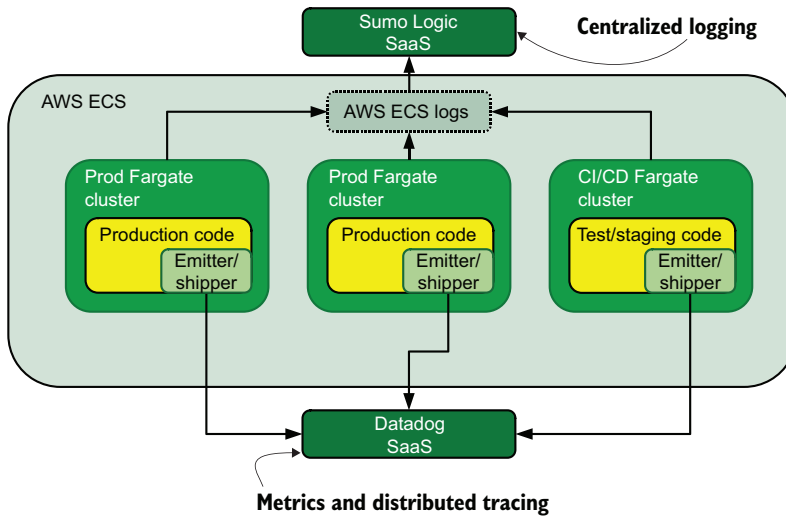 Sumo Logic
SaaS
Centralized logging
AWS ECS
AWS ECS logs
Prod Fargate
cluster
Production code
Emitter/
shipper
Prod Fargate
cluster
Production code
Emitter/
shipper
CI/CD Fargate
cluster
Test/staging code
Emitter/
shipper
Datadog
SaaS
Metrics and distributed tracing